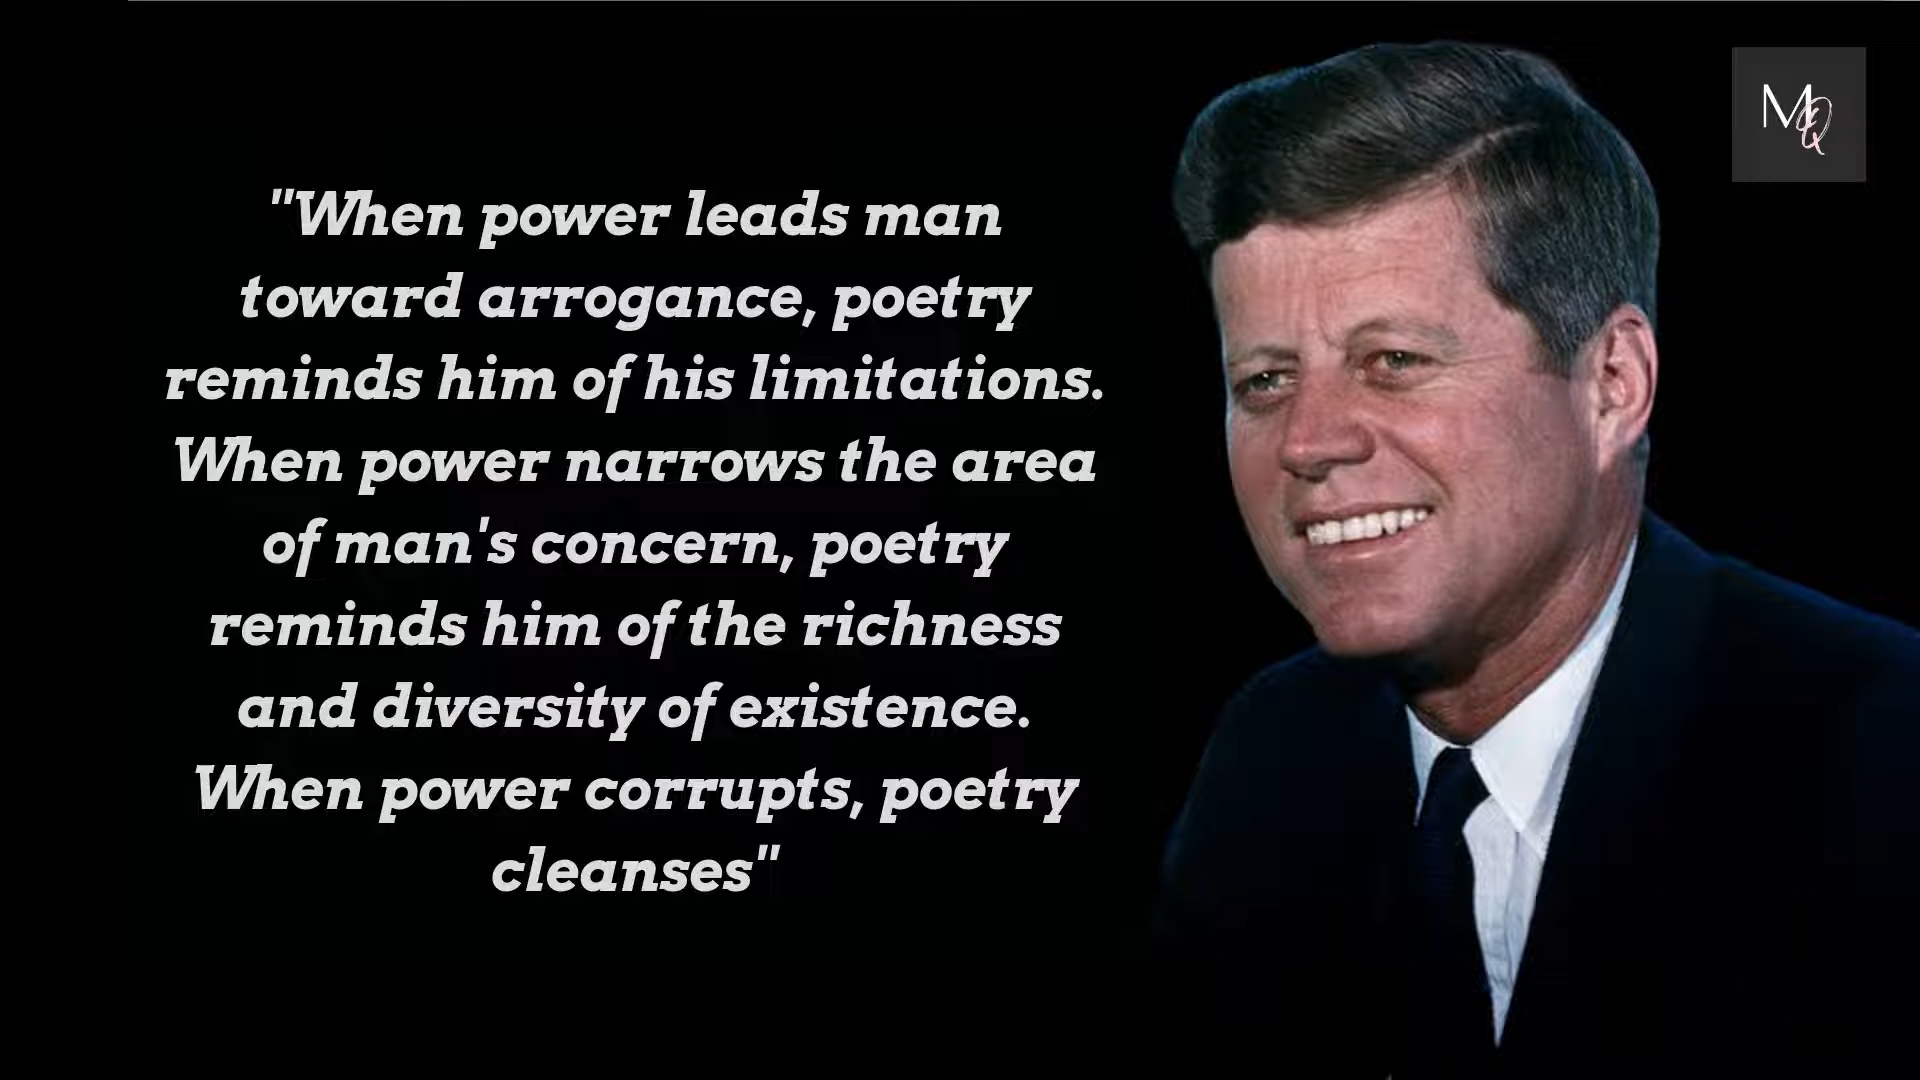 "When power leads man
toward arrogance, poetry
reminds him of his limitations.
When power narrows the area
of man's concern, poetry
reminds him of the richness
and diversity of existence.
When power corrupts, poetry
cleanses"
MQ